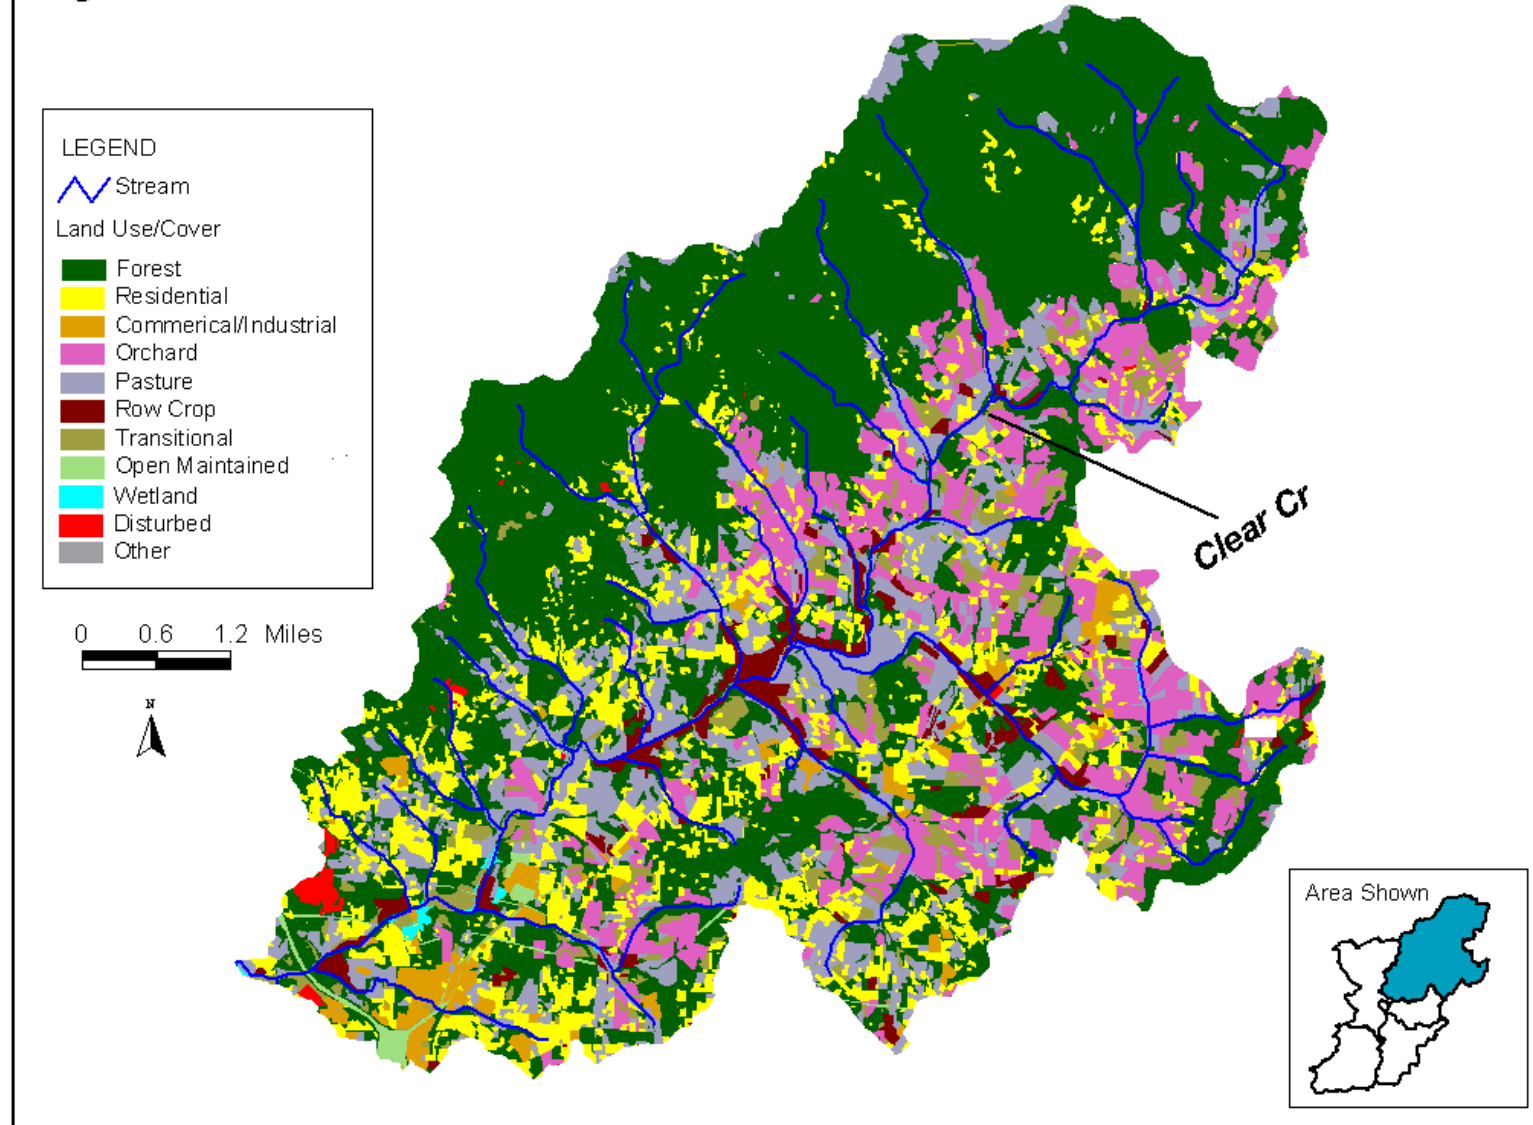 LEGEND
Stream
Land Use/Cover
Forest
Residential
Commerical/Industrial
Orchard
Pasture
Row Crop
Transitional
Open Maintained
Wetland
Disturbed
Other
0 0.6 1.2 Miles
N
Clear Cr
Area Shown